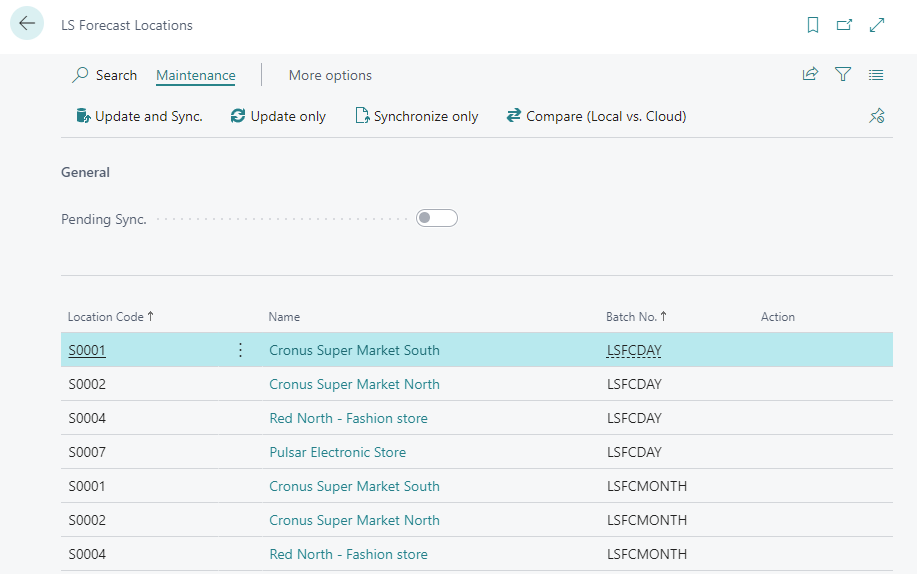 LS Forecast Locations
Search Maintenance More options
Update and Sync. Update only Synchronize only Compare (Local vs. Cloud)
General
Pending Sync.
Location Code Name Batch No. Action
S0001 Cronus Super Market South LSFCDAY
S0002 Cronus Super Market North LSFCDAY
S0004 Red North - Fashion store LSFCDAY
S0007 Pulsar Electronic Store LSFCDAY
S0001 Cronus Super Market South LSFCMONTH
S0002 Cronus Super Market North LSFCMONTH
S0004 Red North - Fashion store LSFCMONTH